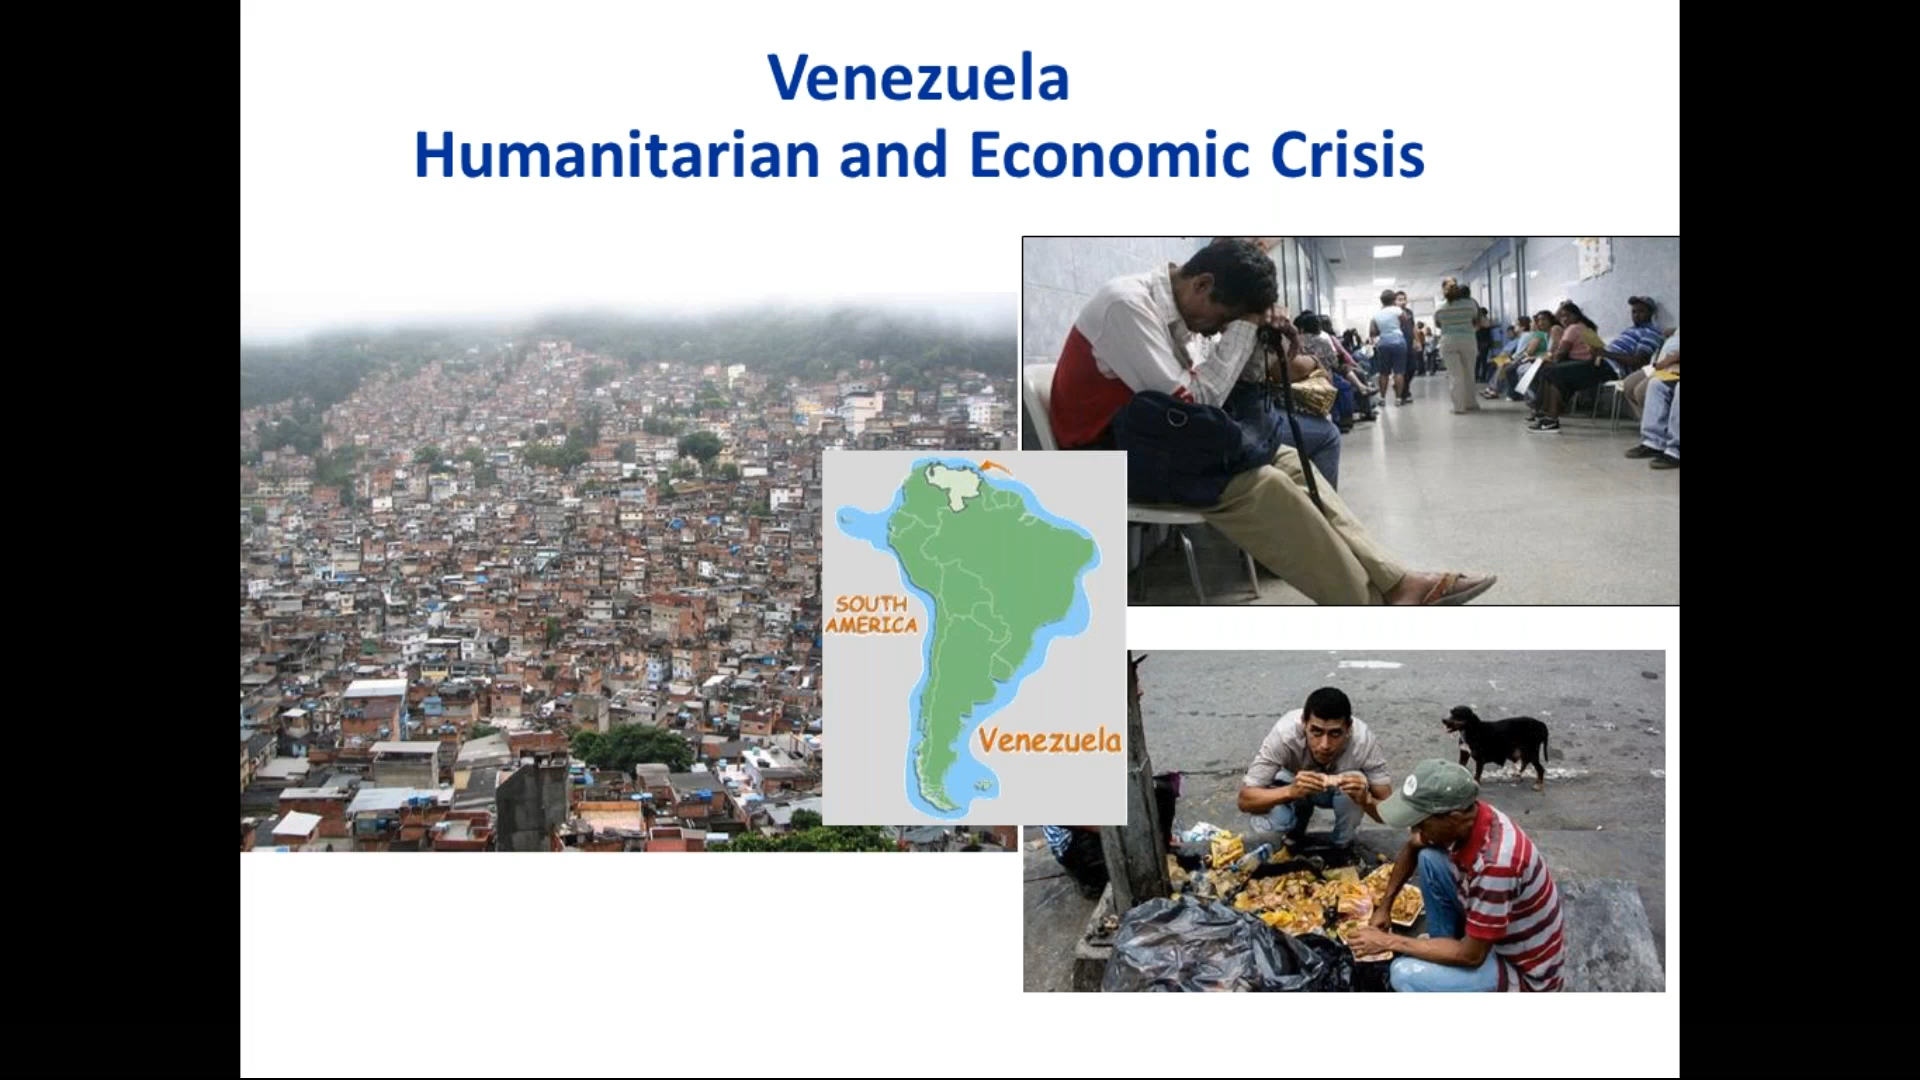 Venezuela
Humanitarian and Economic Crisis
SOUTH
AMERICA
Venezuela